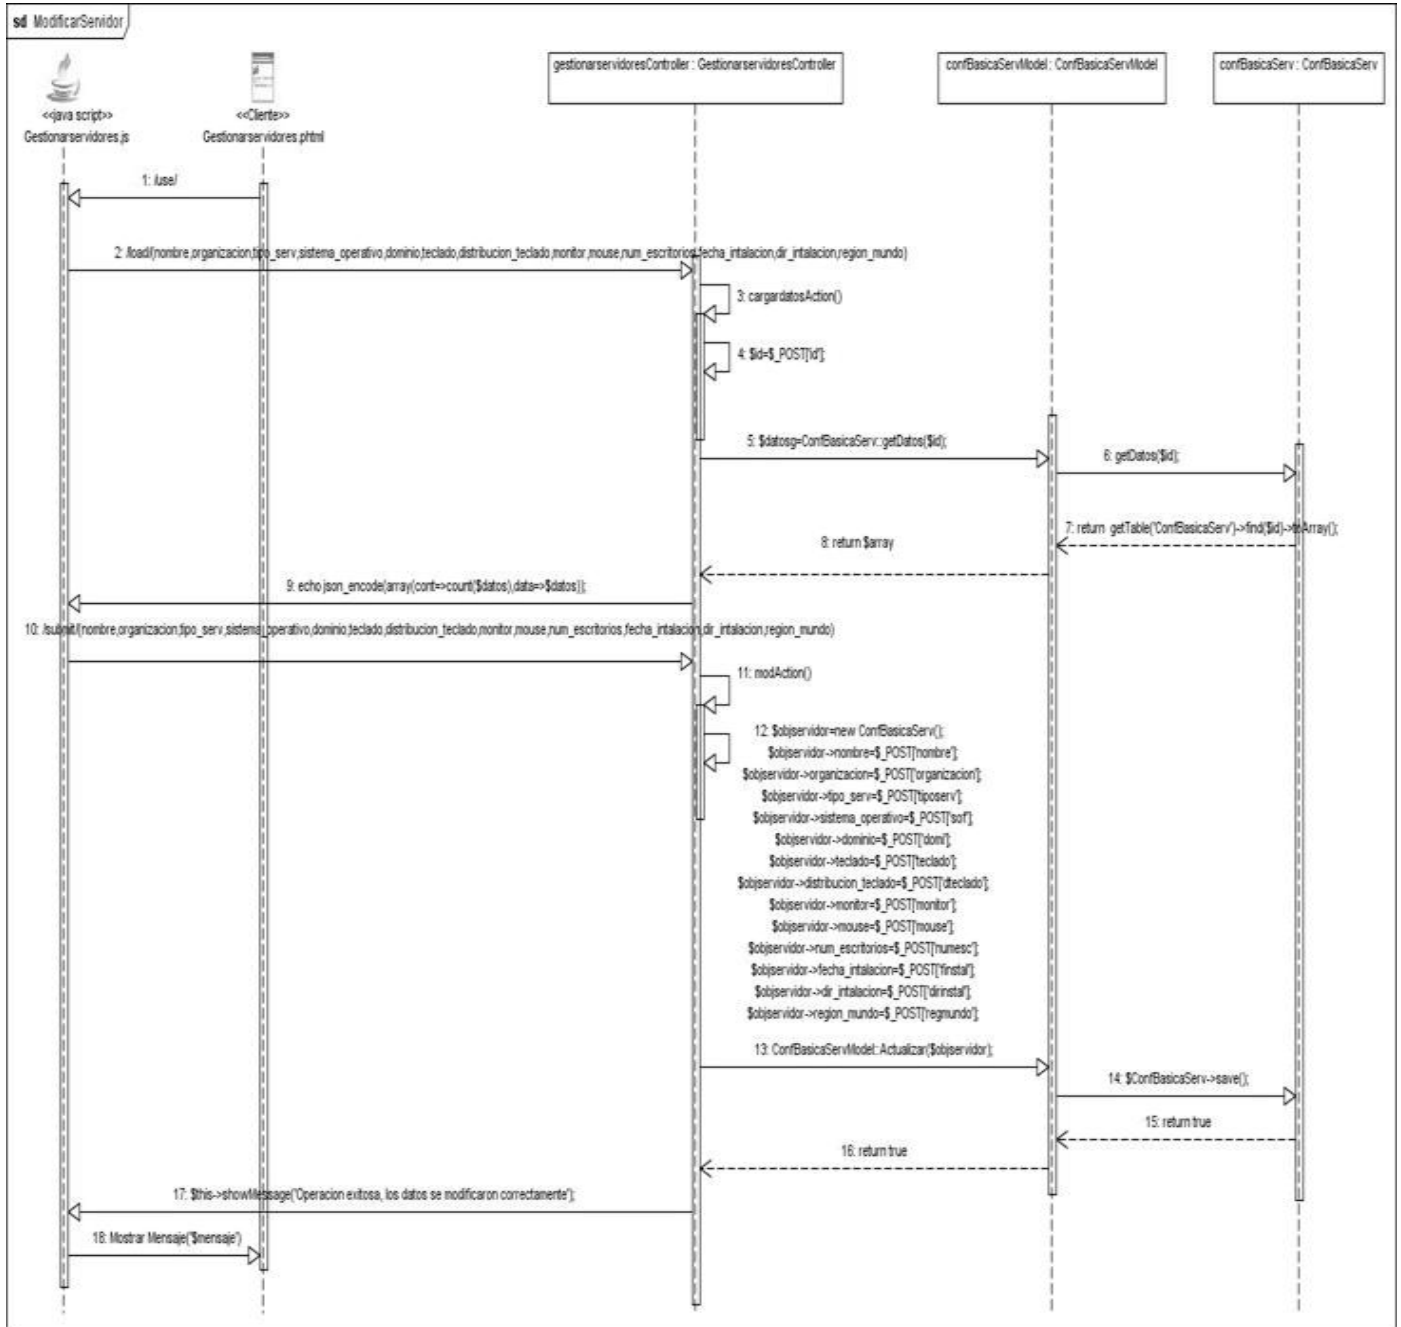 sd ModificarServidor
<<java script>>
Gestionarservidores.js
<<Cliente>>
Gestionarservidores.phtml
gestionarservidoresController : GestionarservidoresController
confBasicaServModel : ConfBasicaServModel
confBasicaServ : ConfBasicaServ
1: /use/
2: /load/(nombre,organizacion,tipo_serv,sistema_operativo,dominio,teclado,distribucion_teclado,monitor,mouse,num_escritorios,fecha_intalacion,dir_intalacion,region_mundo)
3: cargardatosAction()
4: $id=$_POST['id'];
5: $datosg=ConfBasicaServ::getDatos($id);
6: getDatos($id);
7: return getTable('ConfBasicaServ')->find($id)->toArray();
8: return $array
9: echo json_encode(array(cont=>count($datos),data=>$datos));
10: /submit/(nombre,organizacion,tipo_serv,sistema_operativo,dominio,teclado,distribucion_teclado,monitor,mouse,num_escritorios,fecha_intalacion,dir_intalacion,region_mundo)
11: modAction()
12: $objservidor=new ConfBasicaServ();
$objservidor->nombre=$_POST['nombre'];
$objservidor->organizacion=$_POST['organizacion'];
$objservidor->tipo_serv=$_POST['tiposerv'];
$objservidor->sistema_operativo=$_POST['sof'];
$objservidor->dominio=$_POST['domi'];
$objservidor->teclado=$_POST['teclado'];
$objservidor->distribucion_teclado=$_POST['dteclado'];
$objservidor->monitor=$_POST['monitor'];
$objservidor->mouse=$_POST['mouse'];
$objservidor->num_escritorios=$_POST['numesc'];
$objservidor->fecha_intalacion=$_POST['finstal'];
$objservidor->dir_intalacion=$_POST['dirinstal'];
$objservidor->region_mundo=$_POST['regmundo'];
13: ConfBasicaServModel::Actualizar($objservidor);
14: $ConfBasicaServ->save();
15: return true
16: return true
17: $this->showMessage('Operacion exitosa, los datos se modificaron correctamente');
18: Mostrar Mensaje('$mensaje')